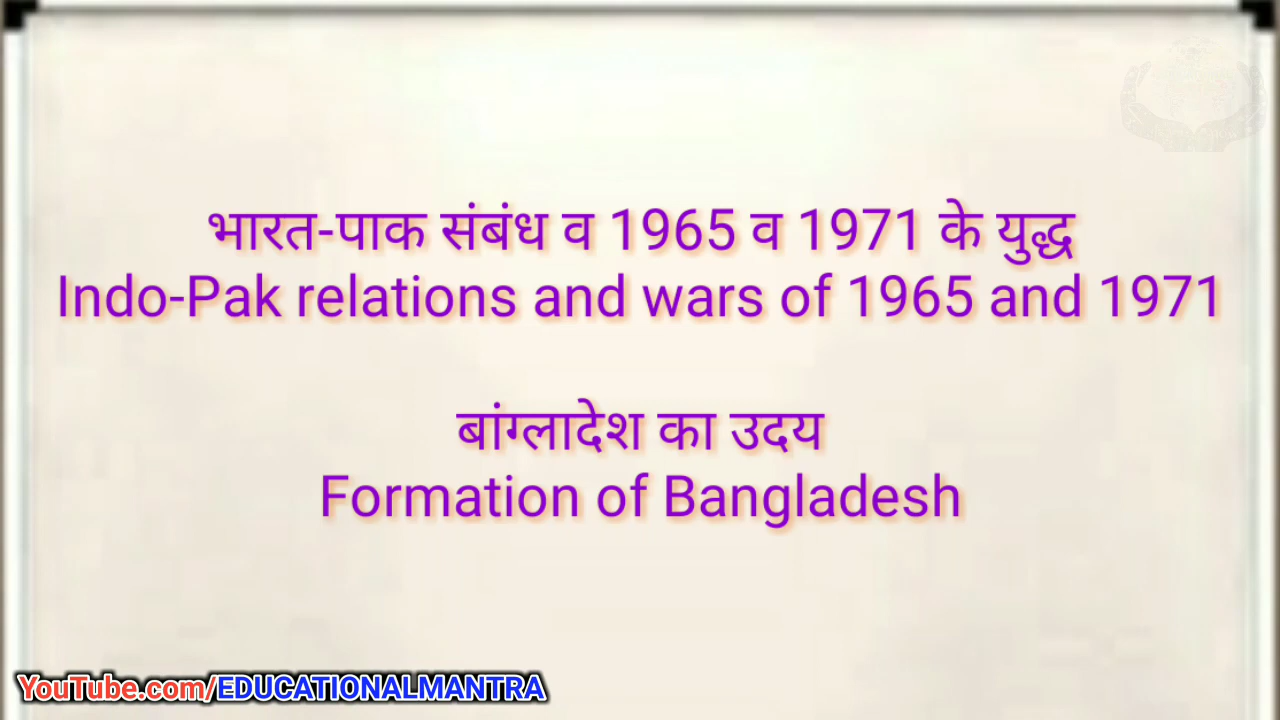 भारत-पाक संबंध व 1965 व 1971 के युद्ध
Indo-Pak relations and wars of 1965 and 1971
बांग्लादेश का उदय
Formation of Bangladesh
YouTube.com/EDUCATIONALMANTRA